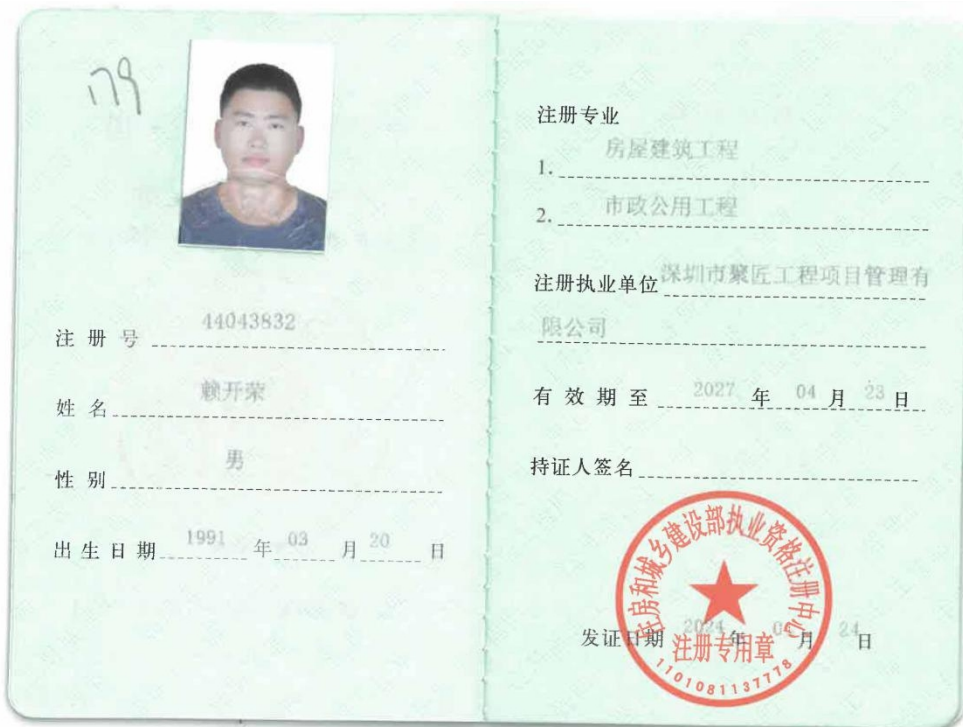 179
注 册 号 44043832
姓 名 赖开荣
性 别 男
出 生 日 期 1991 年 03 月 20 日
注册专业
1. 房屋建筑工程
2. 市政公用工程
注册执业单位 深圳市聚匠工程项目管理有
限公司
有 效 期 至 2027 年 04 月 23 日
持证人签名
住房和城乡建设部执业资格注册中心
发证日期 2024 年 04 月 24 日
注册专用章
1101081137778